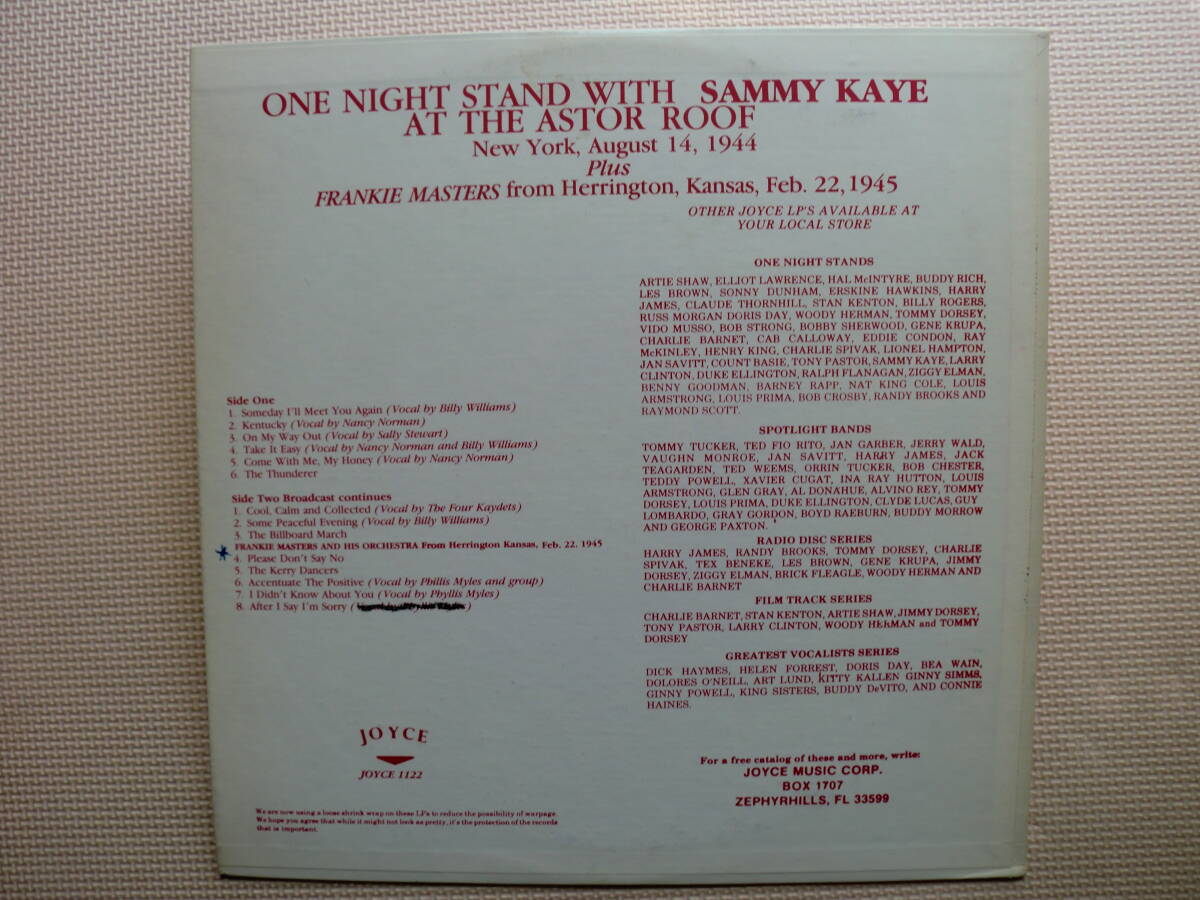 ONE NIGHT STAND WITH SAMMY KAYE
AT THE ASTOR ROOF
New York, August 14, 1944
Plus
FRANKIE MASTERS from Herrington, Kansas, Feb. 22, 1945
OTHER JOYCE LP'S AVAILABLE AT
YOUR LOCAL STORE
ONE NIGHT STANDS
ARTIE SHAW, ELLIOT LAWRENCE, HAL McINTYRE, BUDDY RICH,
LES BROWN, SONNY DUNHAM, ERSKINE HAWKINS, HARRY
JAMES, CLAUDE THORNHILL, STAN KENTON, BILLY ROGERS,
RUSS MORGAN DORIS DAY, WOODY HERMAN, TOMMY DORSEY,
VIDO MUSSO, BOB STRONG, BOBBY SHERWOOD, GENE KRUPA,
CHARLIE BARNET, CAB CALLOWAY, EDDIE CONDON, RAY
McKINLEY, HENRY KING, CHARLIE SPIVAK, LIONEL HAMPTON,
JAN SAVITT, COUNT BASIE, TONY PASTOR, SAMMY KAYE, LARRY
CLINTON, DUKE ELLINGTON, RALPH FLANAGAN, ZIGGY ELMAN,
BENNY GOODMAN, BARNEY RAPP, NAT KING COLE, LOUIS
ARMSTRONG, LOUIS PRIMA, BOB CROSBY, RANDY BROOKS AND
RAYMOND SCOTT.
SPOTLIGHT BANDS
TOMMY TUCKER, TED FIO RITO, JAN GARBER, JERRY WALD,
VAUGHN MONROE, JAN SAVITT, HARRY JAMES, JACK
TEAGARDEN, TED WEEMS, ORRIN TUCKER, BOB CHESTER,
TEDDY POWELL, XAVIER CUGAT, INA RAY HUTTON, LOUIS
ARMSTRONG, GLEN GRAY, AL DONAHUE, ALVINO REY, TOMMY
DORSEY, LOUIS PRIMA, DUKE ELLINGTON, CLYDE LUCAS, GUY
LOMBARDO, GRAY GORDON, BOYD RAEBURN, BUDDY MORROW
AND GEORGE PAXTON.
RADIO DISC SERIES
HARRY JAMES, RANDY BROOKS, TOMMY DORSEY, CHARLIE
SPIVAK, TEX BENEKE, LES BROWN, GENE KRUPA, JIMMY
DORSEY, ZIGGY ELMAN, BRICK FLEAGLE, WOODY HERMAN AND
CHARLIE BARNET
FILM TRACK SERIES
CHARLIE BARNET, STAN KENTON, ARTIE SHAW, JIMMY DORSEY,
TONY PASTOR, LARRY CLINTON, WOODY HERMAN and TOMMY
DORSEY
GREATEST VOCALISTS SERIES
DICK HAYMES, HELEN FORREST, DORIS DAY, BEA WAIN,
DOLORES O'NEILL, ART LUND, KITTY KALLEN GINNY SIMMS,
GINNY POWELL, KING SISTERS, BUDDY DeVITO, AND CONNIE
HAINES.
Side One
1. Someday I'll Meet You Again (Vocal by Billy Williams)
2. Kentucky (Vocal by Nancy Norman)
3. On My Way Out (Vocal by Sally Stewart)
4. Take It Easy (Vocal by Nancy Norman and Billy Williams)
5. Come With Me, My Honey (Vocal by Nancy Norman)
6. The Thunderer
Side Two Broadcast continues
1. Cool, Calm and Collected (Vocal by The Four Kaydets)
2. Some Peaceful Evening (Vocal by Billy Williams)
3. The Billboard March
FRANKIE MASTERS AND HIS ORCHESTRA From Herrington Kansas, Feb. 22, 1945
4. Please Don't Say No
5. The Kerry Dancers
6. Accentuate The Positive (Vocal by Phillis Myles and group)
7. I Didn't Know About You (Vocal by Phyllis Myles)
8. After I Say I'm Sorry ( )
JOYCE
JOYCE 1122
For a free catalog of these and more, write:
JOYCE MUSIC CORP.
BOX 1707
ZEPHYRHILLS, FL 33599
We are now using a loose shrink wrap on these LPs to reduce the possibility of warpage.
We hope you agree that while it might not look as pretty, it's the protection of the records
that is important.